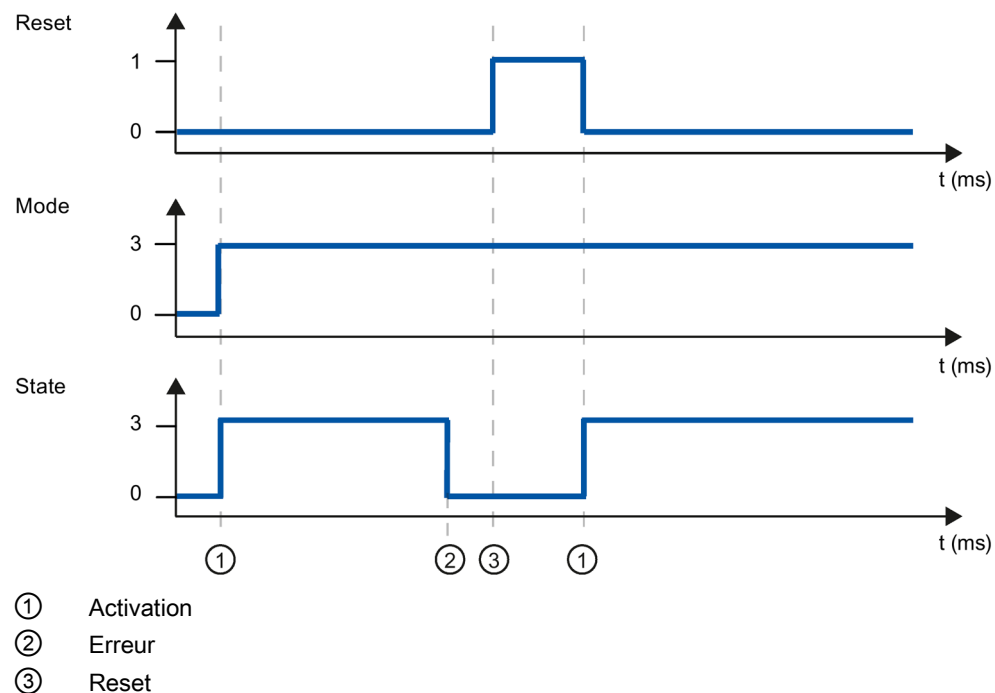 Reset
1
0
t (ms)
Mode
3
0
t (ms)
State
3
0
t (ms)
① ② ③ ①
① Activation
② Erreur
③ Reset